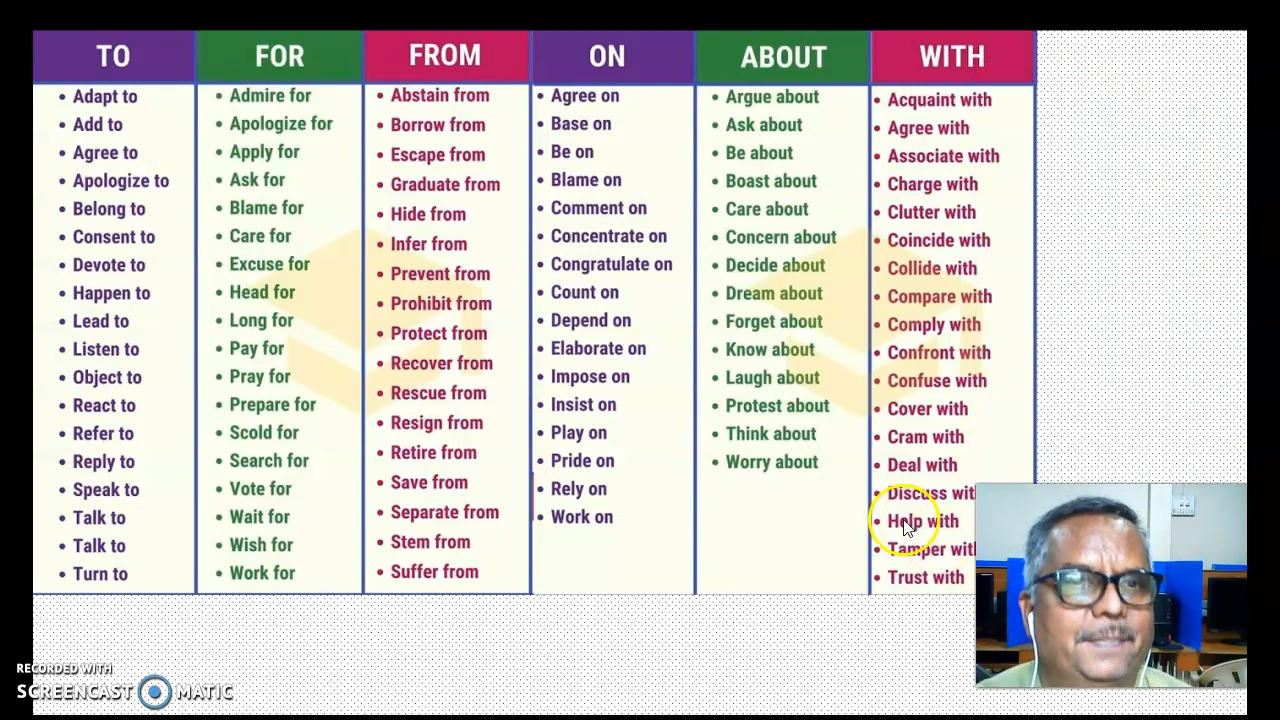 TO
Adapt to
Add to
Agree to
Apologize to
Belong to
Consent to
Devote to
Happen to
Lead to
Listen to
Object to
React to
Refer to
Reply to
Speak to
Talk to
Talk to
Turn to
FOR
Admire for
Apologize for
Apply for
Ask for
Blame for
Care for
Excuse for
Head for
Long for
Pay for
Pray for
Prepare for
Scold for
Search for
Vote for
Wait for
Wish for
Work for
FROM
Abstain from
Borrow from
Escape from
Graduate from
Hide from
Infer from
Prevent from
Prohibit from
Protect from
Recover from
Rescue from
Resign from
Retire from
Save from
Separate from
Stem from
Suffer from
ON
Agree on
Base on
Be on
Blame on
Comment on
Concentrate on
Congratulate on
Count on
Depend on
Elaborate on
Impose on
Insist on
Play on
Pride on
Rely on
Work on
ABOUT
Argue about
Ask about
Be about
Boast about
Care about
Concern about
Decide about
Dream about
Forget about
Know about
Laugh about
Protest about
Think about
Worry about
WITH
Acquaint with
Agree with
Associate with
Charge with
Clutter with
Coincide with
Collide with
Compare with
Comply with
Confront with
Confuse with
Cover with
Cram with
Deal with
Discuss with
Help with
Tamper with
Trust with
RECORDED WITH
SCREENCAST MATIC